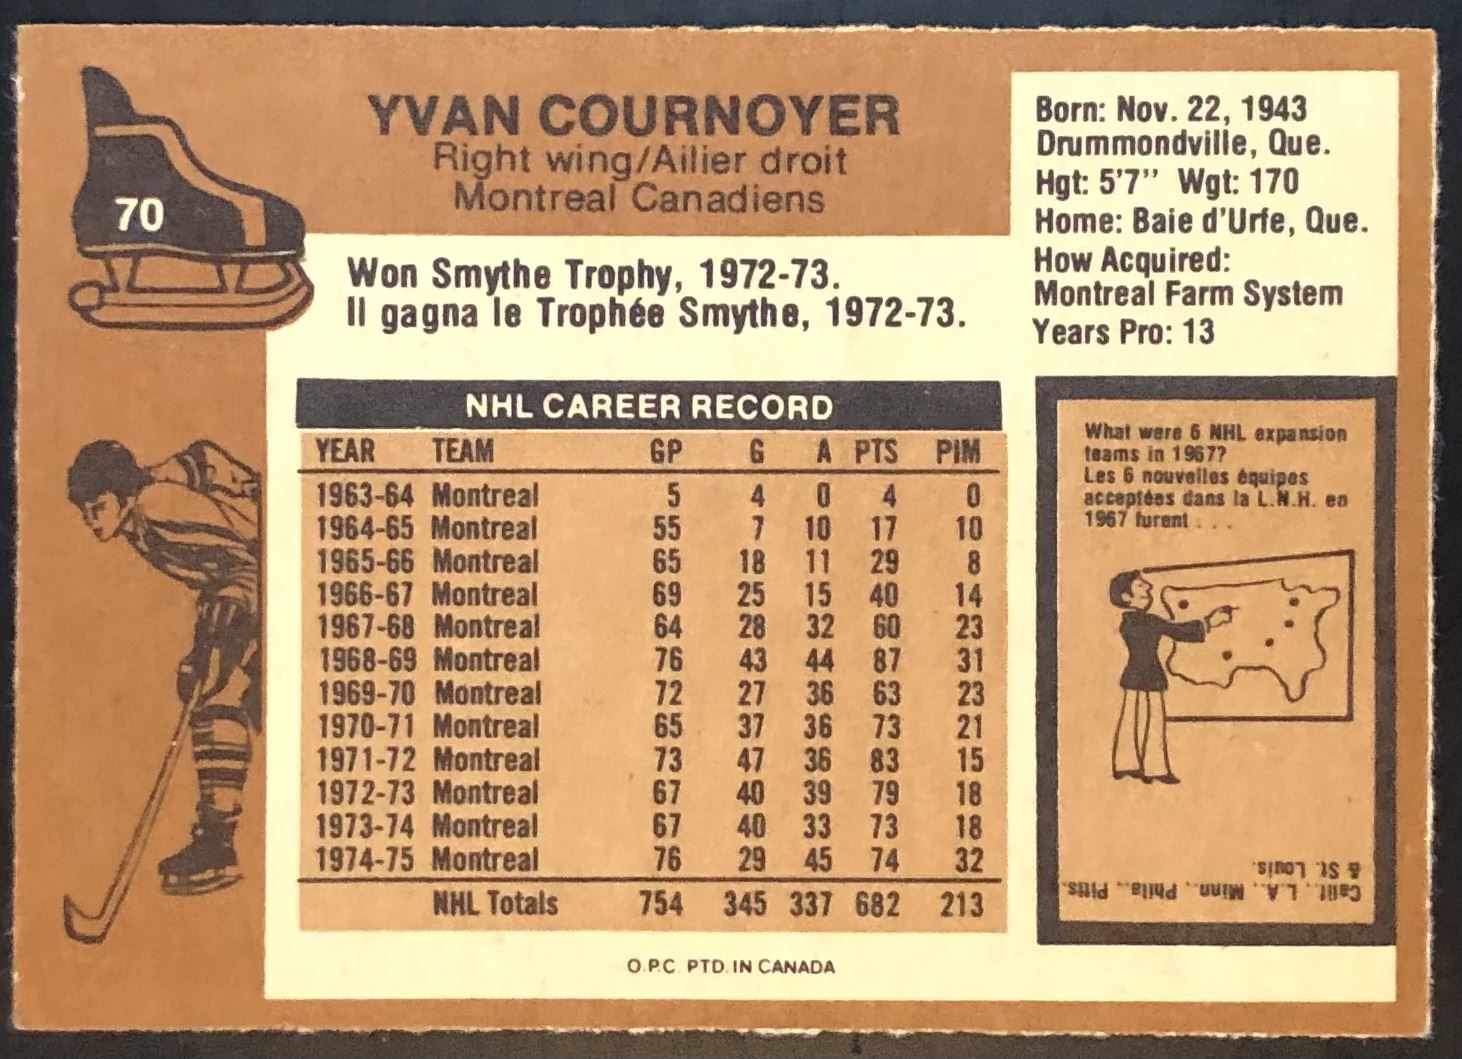 70
YVAN COURNOYER
Right wing/Ailier droit
Montreal Canadiens
Won Smythe Trophy, 1972-73.
Il gagna le Trophée Smythe, 1972-73.
Born: Nov. 22, 1943
Drummondville, Que.
Hgt: 5'7" Wgt: 170
Home: Baie d'Urfe, Que.
How Acquired:
Montreal Farm System
Years Pro: 13
NHL CAREER RECORD
YEAR TEAM GP G A PTS PIM
1963-64 Montreal 5 4 0 4 0
1964-65 Montreal 55 7 10 17 10
1965-66 Montreal 65 18 11 29 8
1966-67 Montreal 69 25 15 40 14
1967-68 Montreal 64 28 32 60 23
1968-69 Montreal 76 43 44 87 31
1969-70 Montreal 72 27 36 63 23
1970-71 Montreal 65 37 36 73 21
1971-72 Montreal 73 47 36 83 15
1972-73 Montreal 67 40 39 79 18
1973-74 Montreal 67 40 33 73 18
1974-75 Montreal 76 29 45 74 32
NHL Totals 754 345 337 682 213
O.P.C. PTD. IN CANADA
What were 6 NHL expansion
teams in 1967?
Les 6 nouvelles équipes
acceptées dans la L.N.H. en
1967 furent . . .
Calif., L.A., Minn., Phila., Pitts.
& St. Louis.